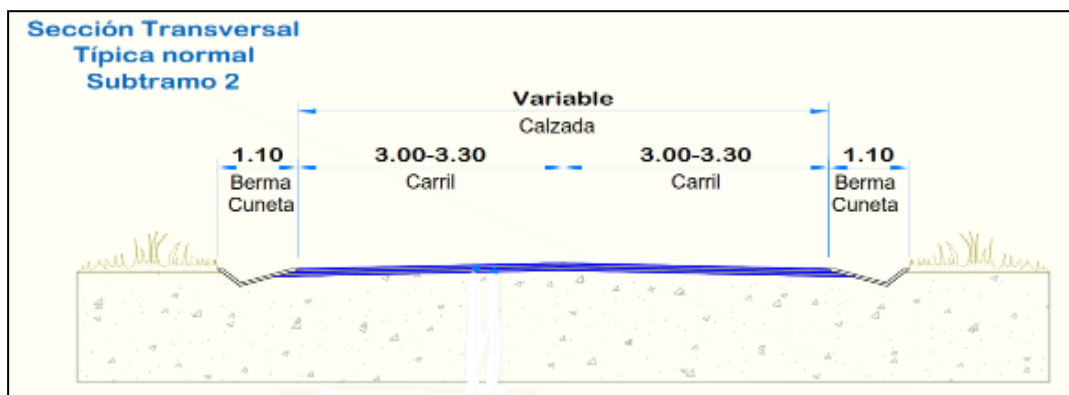 Sección Transversal
Típica normal
Subtramo 2
Variable
Calzada
1.10
3.00-3.30
3.00-3.30
1.10
Berma
Cuneta
Carril
Carril
Berma
Cuneta